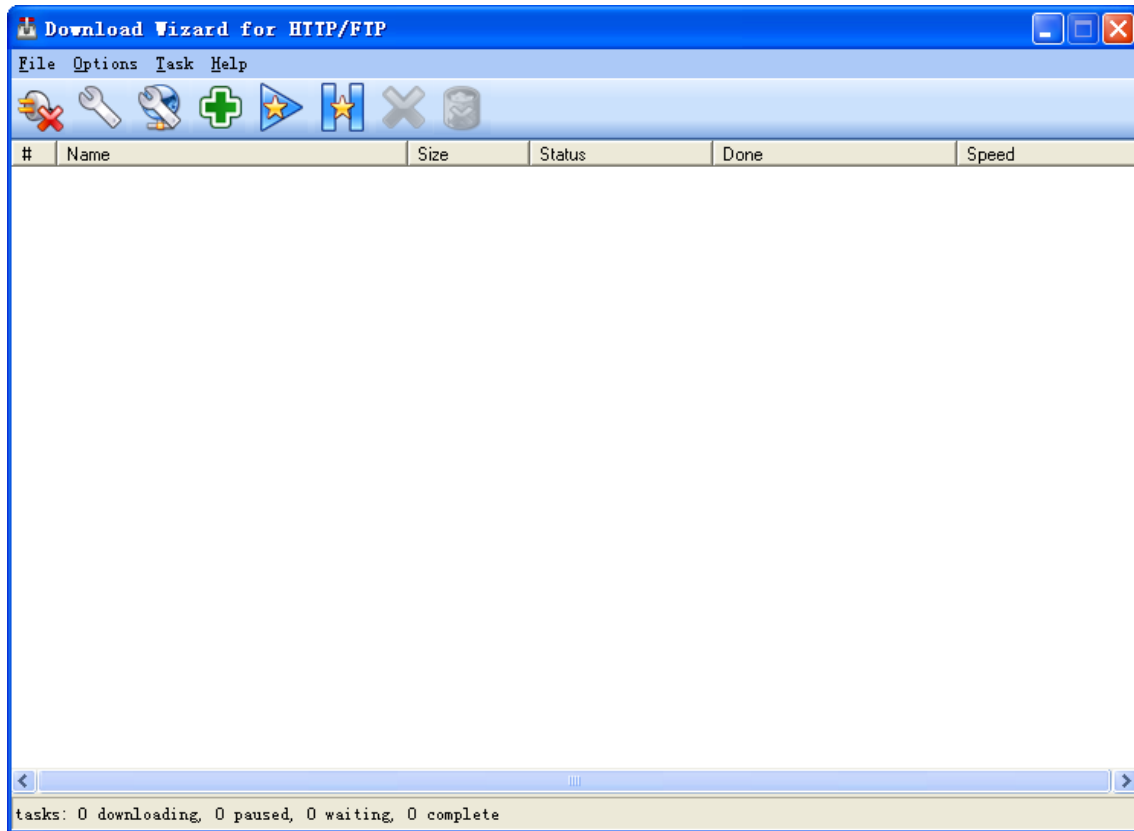 Download Wizard for HTTP/FTP
File Options Task Help
# Name Size Status Done Speed
tasks: 0 downloading, 0 paused, 0 waiting, 0 complete